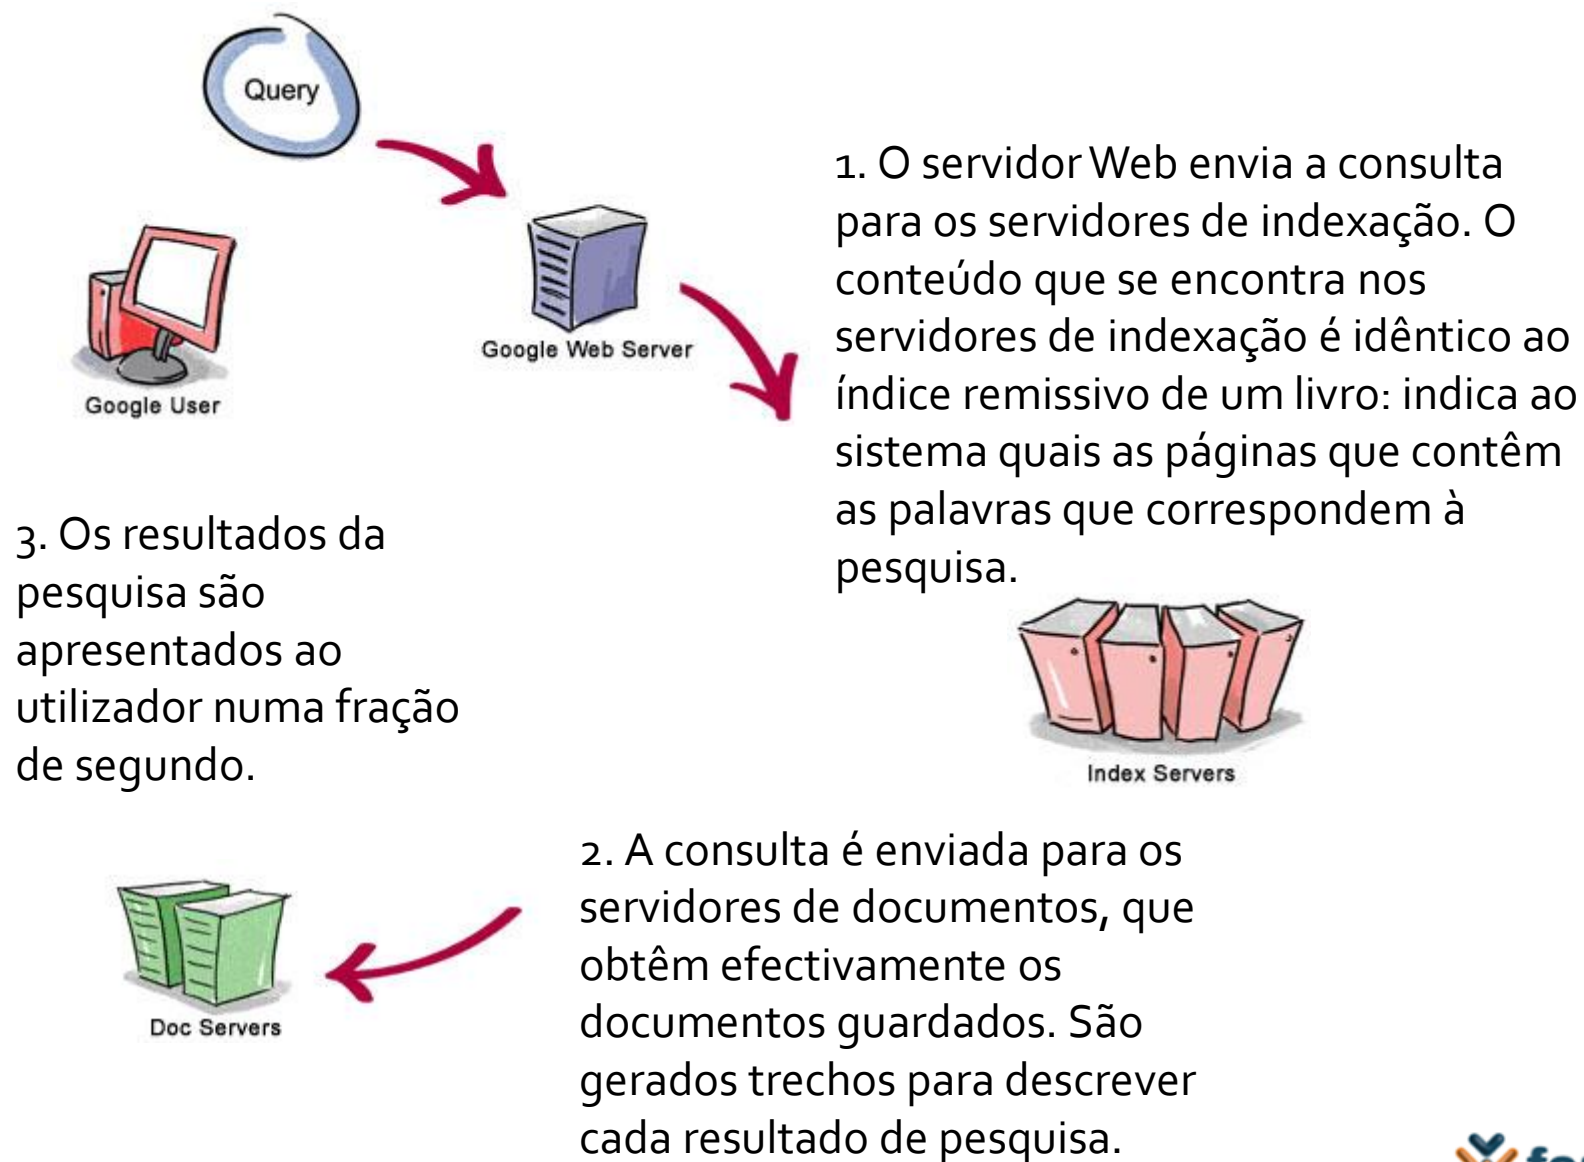 Query
Google Web Server
Google User
1. O servidor Web envia a consulta
para os servidores de indexação. O
conteúdo que se encontra nos
servidores de indexação é idêntico ao
índice remissivo de um livro: indica ao
sistema quais as páginas que contêm
as palavras que correspondem à
pesquisa.
Index Servers
2. A consulta é enviada para os
servidores de documentos, que
obtêm efectivamente os
documentos guardados. São
gerados trechos para descrever
cada resultado de pesquisa.
Doc Servers
3. Os resultados da
pesquisa são
apresentados ao
utilizador numa fração
de segundo.